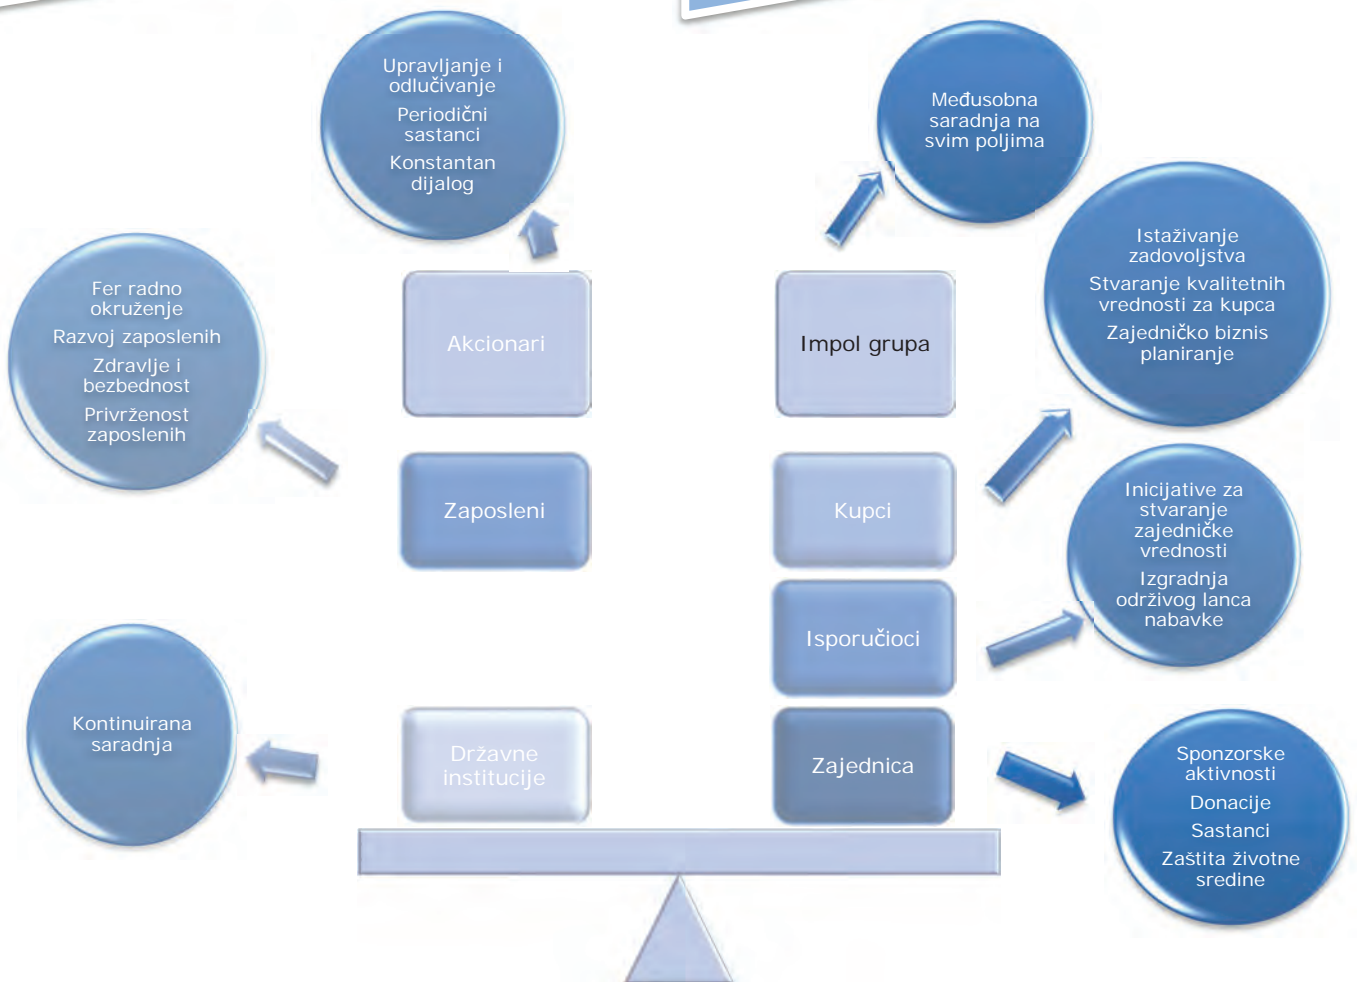 Upravljanje i
odlučivanje
Periodični
sastanci
Konstantan
dijalog
Međusobna
saradnja na
svim poljima
Fer radno
okruženje
Razvoj zaposlenih
Zdravlje i
bezbednost
Privrženost
zaposlenih
Akcionari
Impol grupa
Istaživanje
zadovoljstva
Stvaranje kvalitetnih
vrednosti za kupca
Zajedničko biznis
planiranje
Zaposleni
Kupci
Inicijative za
stvaranje
zajedničke
vrednosti
Izgradnja
održivog lanca
nabavke
Isporučioci
Kontinuirana
saradnja
Državne
institucije
Zajednica
Sponzorske
aktivnosti
Donacije
Sastanci
Zaštita životne
sredine